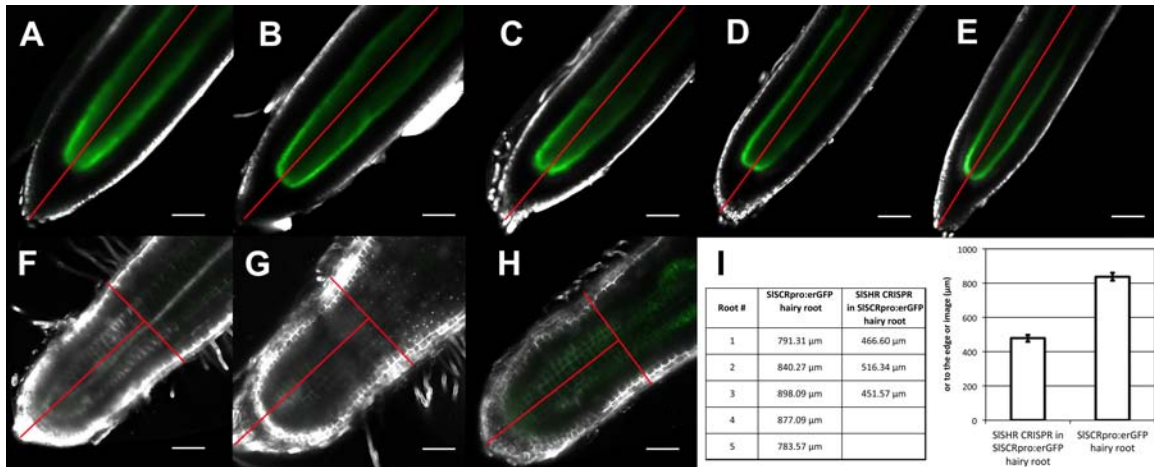 A
B
C
D
E
F
G
H
I
Root #
SlSCRpro:erGFP
hairy root
SlSHR CRISPR
in SlSCRpro:erGFP
hairy root
1
791.31 µm
466.60 µm
2
840.27 µm
516.34 µm
3
898.09 µm
451.57 µm
4
877.09 µm
5
783.57 µm
or to the edge or image (µm)
1000
800
600
400
200
0
SlSHR CRISPR in
SlSCRpro:erGFP
hairy root
SlSCRpro:erGFP
hairy root